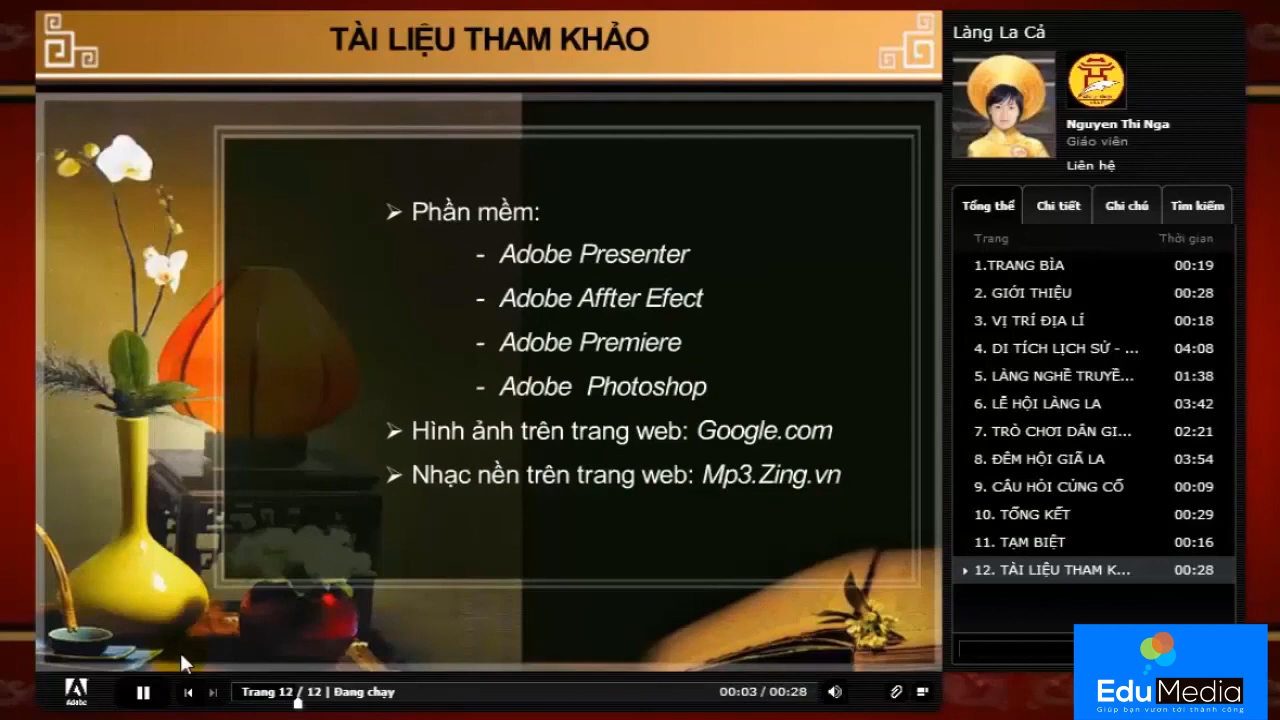 TÀI LIỆU THAM KHẢO
➢ Phần mềm:
- Adobe Presenter
- Adobe Affter Efect
- Adobe Premiere
- Adobe Photoshop
➢ Hình ảnh trên trang web: Google.com
➢ Nhạc nền trên trang web: Mp3.Zing.vn
Làng La Cả
Nguyen Thi Nga
Giáo viên
Liên hệ
Tổng thể Chi tiết Ghi chú Tìm kiếm
Trang Thời gian
1.TRANG BÌA 00:19
2. GIỚI THIỆU 00:28
3. VỊ TRÍ ĐỊA LÍ 00:18
4. DI TÍCH LỊCH SỬ - ... 04:08
5. LÀNG NGHỀ TRUYỀ... 01:38
6. LỄ HỘI LÀNG LA 03:42
7. TRÒ CHƠI DÂN GI... 02:21
8. ĐÊM HỘI GIÃ LA 03:54
9. CÂU HỎI CỦNG CỐ 00:09
10. TỔNG KẾT 00:29
11. TẠM BIỆT 00:16
12. TÀI LIỆU THAM K... 00:28
Adobe
Trang 12 / 12 | Đang chạy
00:03 / 00:28
EduMedia
Giúp bạn vươn tới thành công